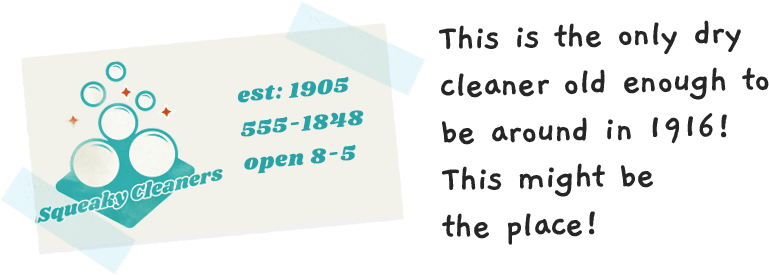 est: 1905
555-1848
open 8-5
Squeaky Cleaners
This is the only dry
cleaner old enough to
be around in 1916!
This might be
the place!